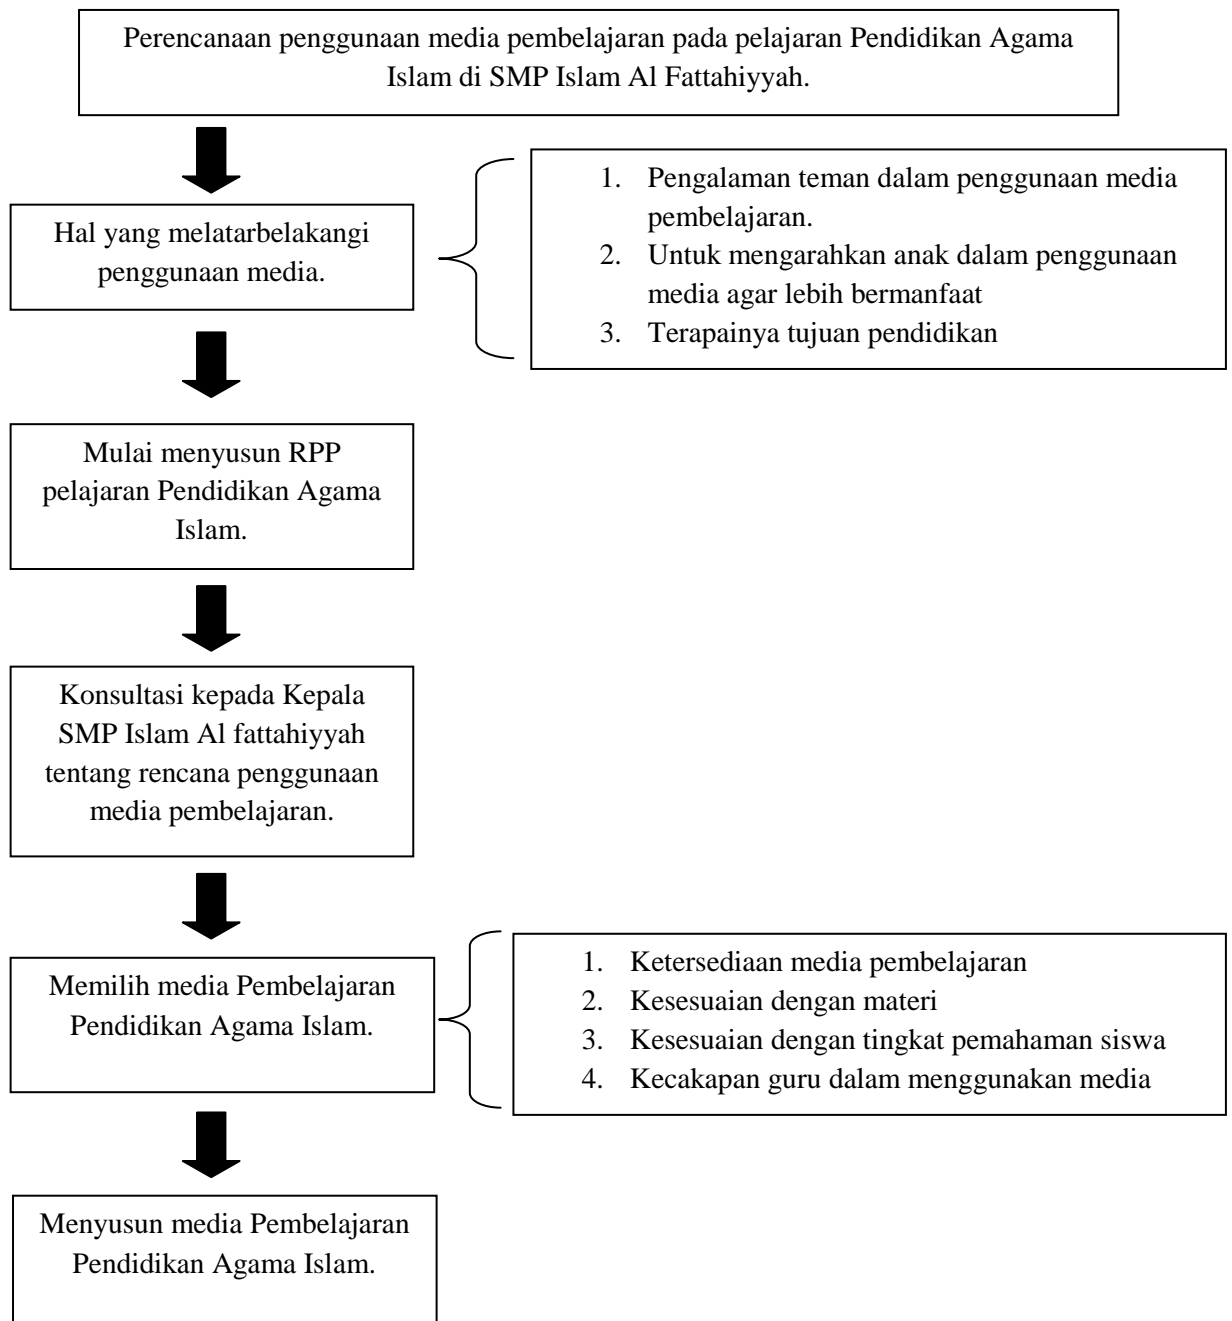 Perencanaan penggunaan media pembelajaran pada pelajaran Pendidikan Agama
Islam di SMP Islam Al Fattahiyyah.
Hal yang melatarbelakangi
penggunaan media.
1. Pengalaman teman dalam penggunaan media
pembelajaran.
2. Untuk mengarahkan anak dalam penggunaan
media agar lebih bermanfaat
3. Terapainya tujuan pendidikan
Mulai menyusun RPP
pelajaran Pendidikan Agama
Islam.
Konsultasi kepada Kepala
SMP Islam Al fattahiyyah
tentang rencana penggunaan
media pembelajaran.
Memilih media Pembelajaran
Pendidikan Agama Islam.
1. Ketersediaan media pembelajaran
2. Kesesuaian dengan materi
3. Kesesuaian dengan tingkat pemahaman siswa
4. Kecakapan guru dalam menggunakan media
Menyusun media Pembelajaran
Pendidikan Agama Islam.